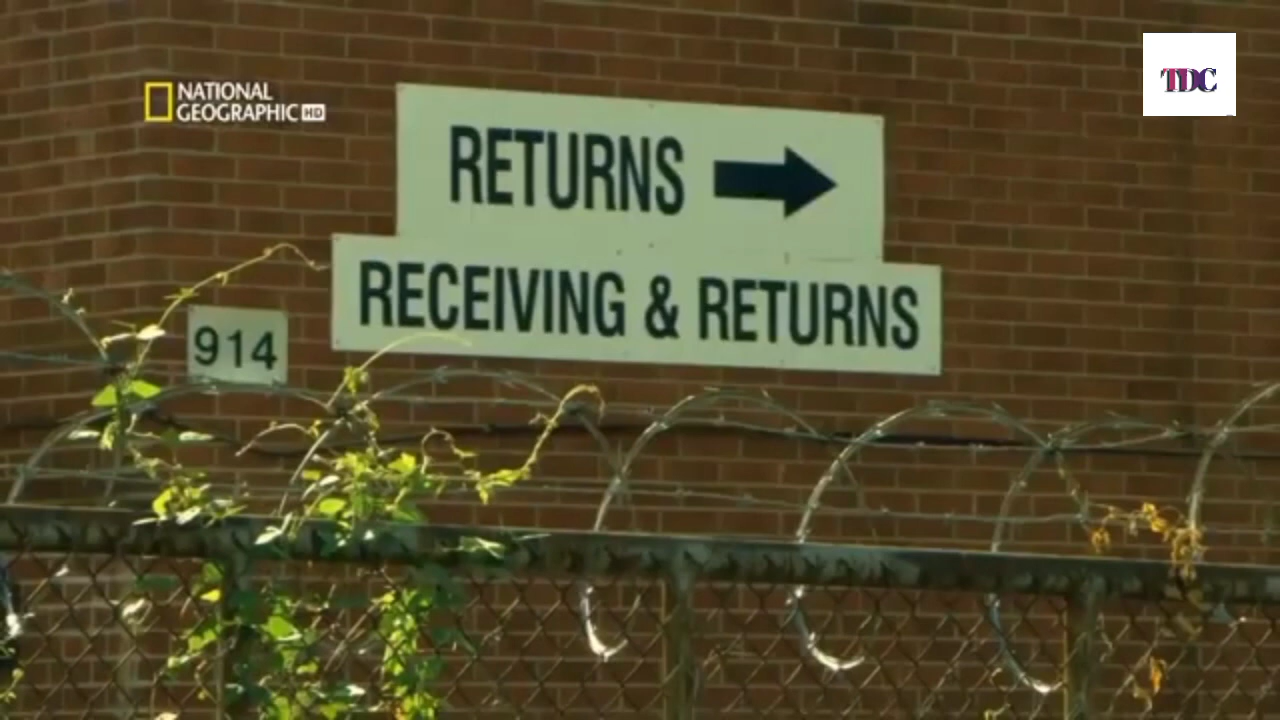 NATIONAL
GEOGRAPHIC HD
TDC
RETURNS
RECEIVING & RETURNS
914